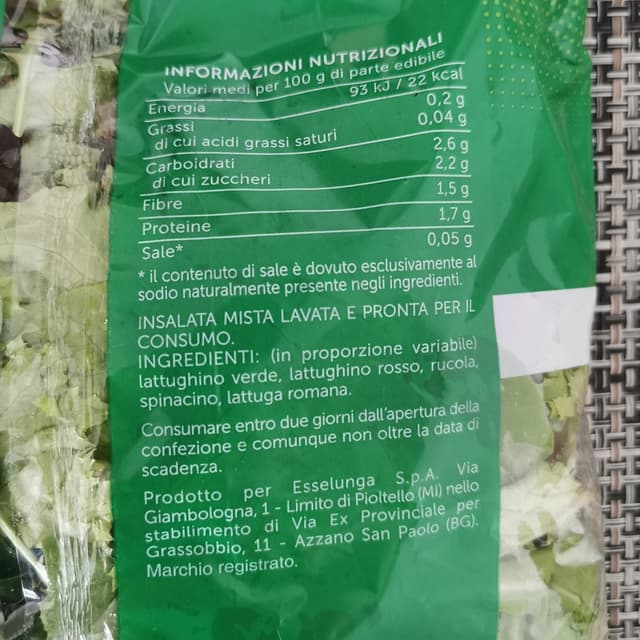 INFORMAZIONI NUTRIZIONALI
Valori medi per 100 g di parte edibile
Energia 93 kJ / 22 kcal
Grassi 0,2 g
di cui acidi grassi saturi 0,04 g
Carboidrati 2,6 g
di cui zuccheri 2,2 g
Fibre 1,5 g
Proteine 1,7 g
Sale* 0,05 g
* il contenuto di sale è dovuto esclusivamente al
sodio naturalmente presente negli ingredienti.
INSALATA MISTA LAVATA E PRONTA PER IL
CONSUMO.
INGREDIENTI: (in proporzione variabile)
lattughino verde, lattughino rosso, rucola,
spinacino, lattuga romana.
Consumare entro due giorni dall'apertura della
confezione e comunque non oltre la data di
scadenza.
Prodotto per Esselunga S.p.A. Via
Giambologna, 1 - Limito di Pioltello (MI) nello
stabilimento di Via Ex Provinciale per
Grassobbio, 11 - Azzano San Paolo (BG).
Marchio registrato.